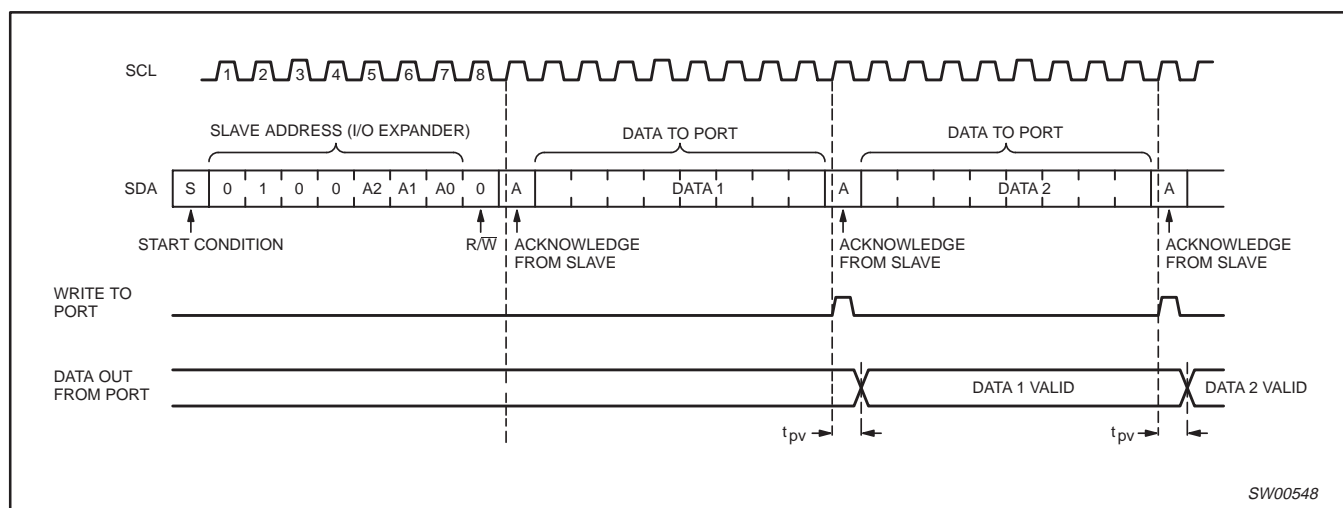 SCL 1 2 3 4 5 6 7 8
SLAVE ADDRESS (I/O EXPANDER) DATA TO PORT DATA TO PORT
SDA S 0 1 0 0 A2 A1 A0 0 A DATA 1 A DATA 2 A
START CONDITION R/W̅ ACKNOWLEDGE FROM SLAVE ACKNOWLEDGE FROM SLAVE ACKNOWLEDGE FROM SLAVE
WRITE TO
PORT
DATA OUT
FROM PORT
DATA 1 VALID DATA 2 VALID
tpv tpv
SW00548